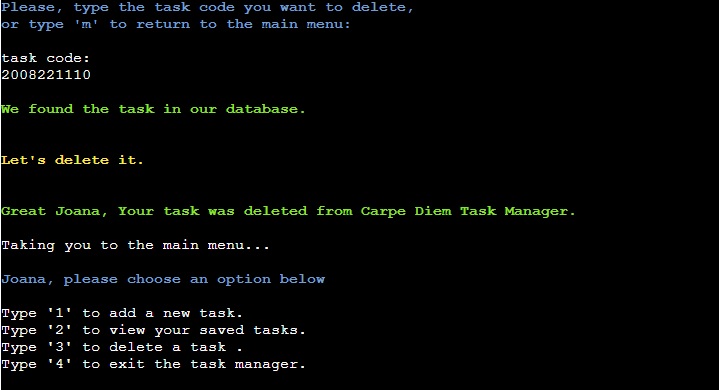 Please, type the task code you want to delete,
or type 'm' to return to the main menu:
task code:
2008221110
We found the task in our database.
Let's delete it.
Great Joana, Your task was deleted from Carpe Diem Task Manager.
Taking you to the main menu...
Joana, please choose an option below
Type '1' to add a new task.
Type '2' to view your saved tasks.
Type '3' to delete a task .
Type '4' to exit the task manager.